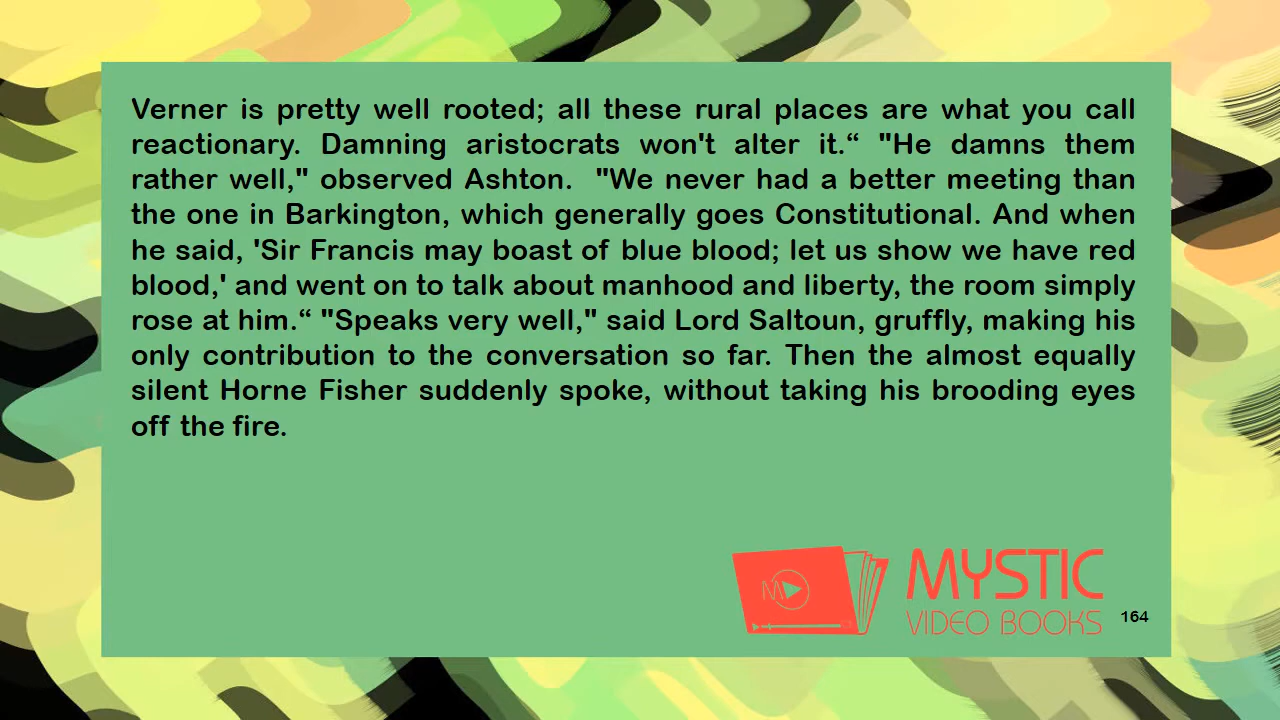 Verner is pretty well rooted; all these rural places are what you call
reactionary. Damning aristocrats won't alter it.“ "He damns them
rather well," observed Ashton.  "We never had a better meeting than
the one in Barkington, which generally goes Constitutional. And when
he said, 'Sir Francis may boast of blue blood; let us show we have red
blood,' and went on to talk about manhood and liberty, the room simply
rose at him.“ "Speaks very well," said Lord Saltoun, gruffly, making his
only contribution to the conversation so far. Then the almost equally
silent Horne Fisher suddenly spoke, without taking his brooding eyes
off the fire.
M
MYSTIC
VIDEO BOOKS
164